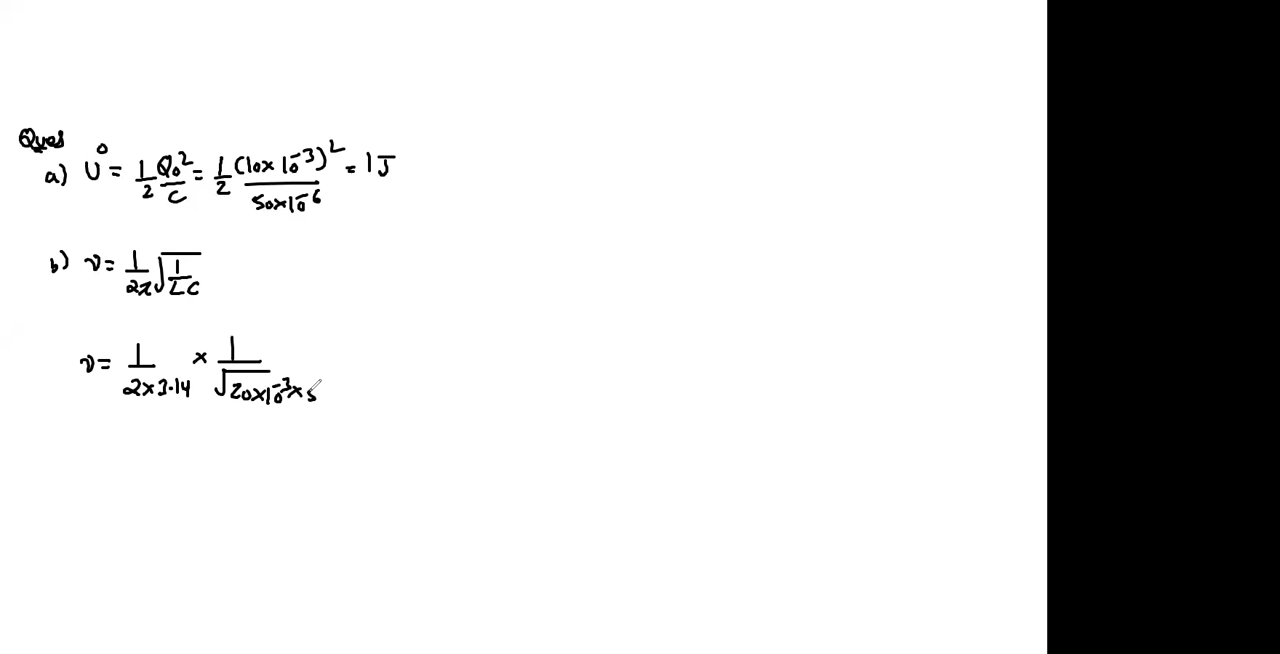 Ques
a) U° = 1/2 Q₀²/C = 1/2 (10×10⁻³)²/50×10⁻⁶ = 1J
b) ν = 1/2π √1/LC
ν = 1/2×3.14 × 1/√20×10⁻³×5